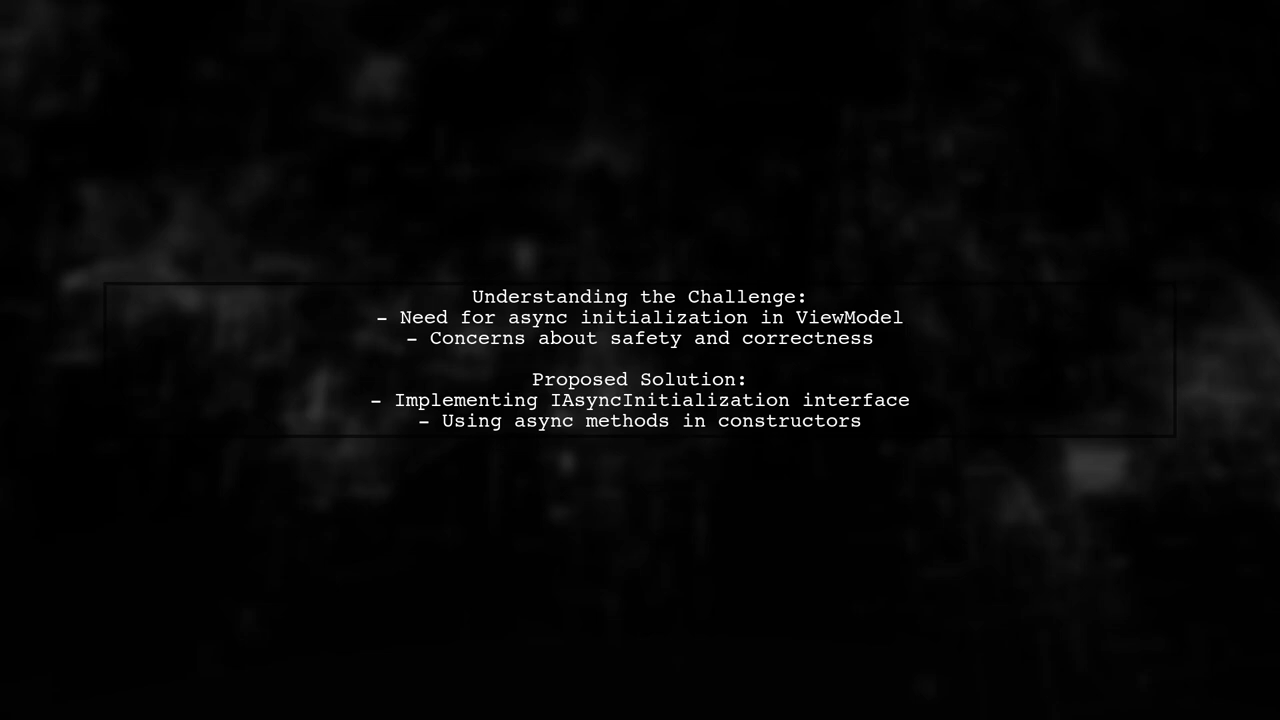 Understanding the Challenge:
- Need for async initialization in ViewModel
- Concerns about safety and correctness
Proposed Solution:
- Implementing IAsyncInitialization interface
- Using async methods in constructors